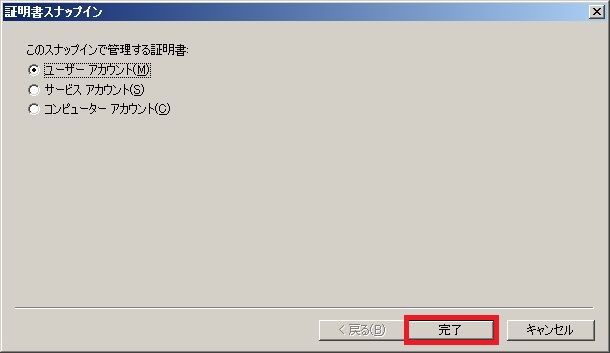 証明書スナップイン
このスナップインで管理する証明書:
ユーザー アカウント(M)
サービス アカウント(S)
コンピューター アカウント(C)
< 戻る(B)
完了
キャンセル